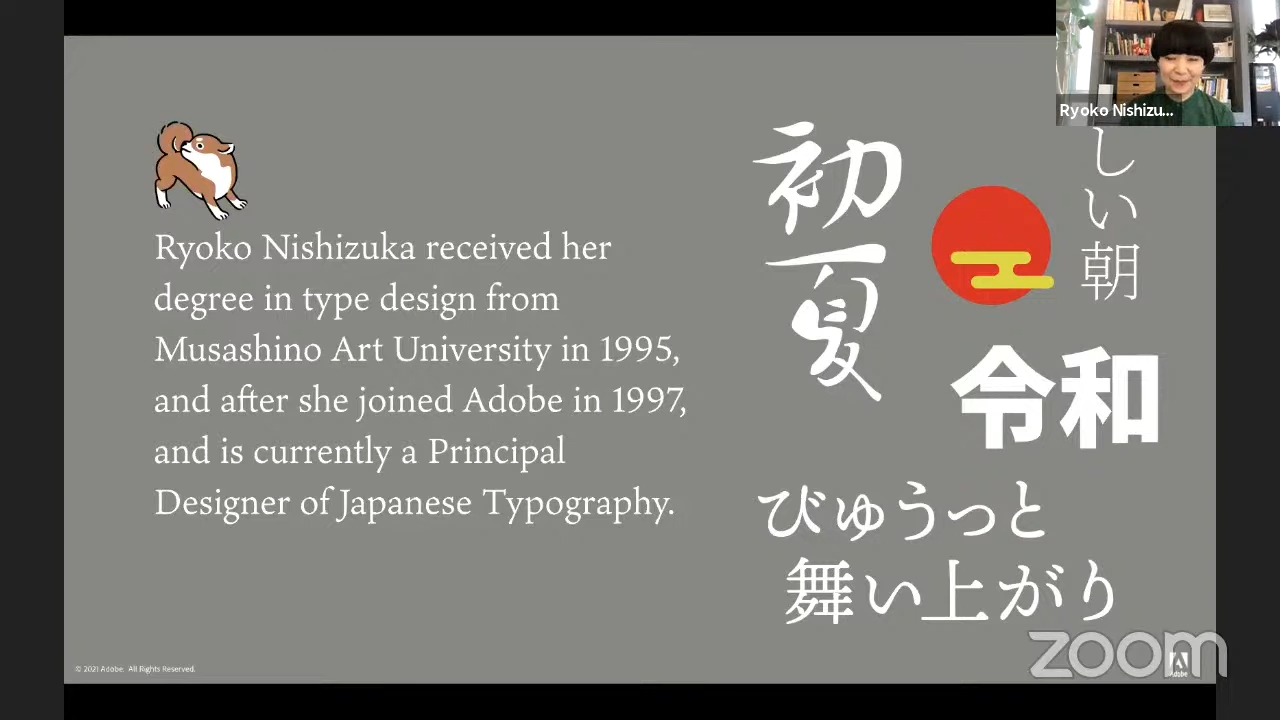 Ryoko Nishizu...
Ryoko Nishizuka received her
degree in type design from
Musashino Art University in 1995,
and after she joined Adobe in 1997,
and is currently a Principal
Designer of Japanese Typography.
初夏
しい朝
令和
びゅうっと
舞い上がり
© 2021 Adobe. All Rights Reserved.
zoom
Adobe